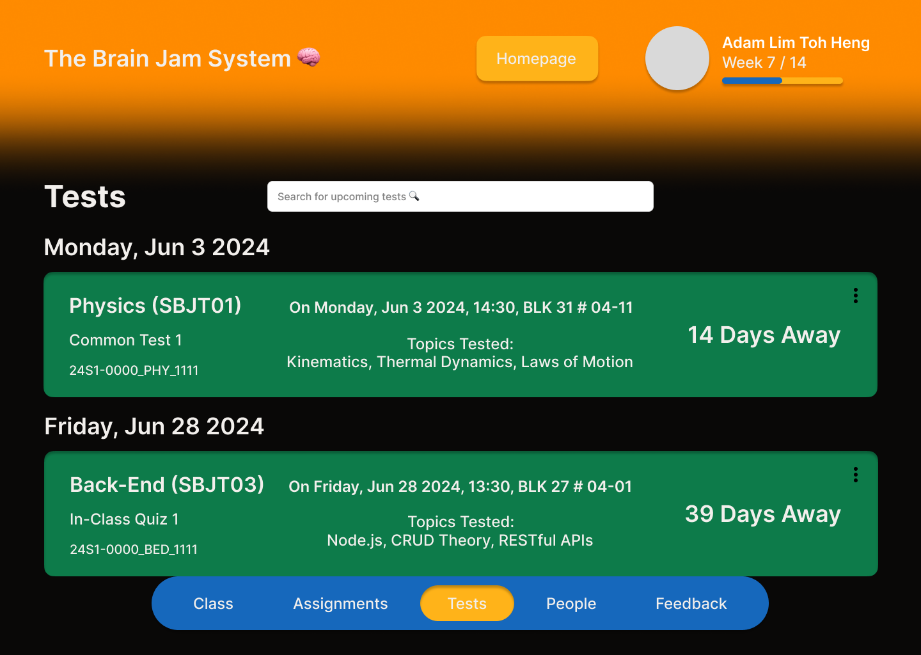 The Brain Jam System 🧠
Homepage
Adam Lim Toh Heng
Week 7 / 14
Tests
Search for upcoming tests 🔍
Monday, Jun 3 2024
Physics (SBJT01)
Common Test 1
24S1-0000_PHY_1111
On Monday, Jun 3 2024, 14:30, BLK 31 # 04-11
Topics Tested:
Kinematics, Thermal Dynamics, Laws of Motion
14 Days Away
Friday, Jun 28 2024
Back-End (SBJT03)
In-Class Quiz 1
24S1-0000_BED_1111
On Friday, Jun 28 2024, 13:30, BLK 27 # 04-01
Topics Tested:
Node.js, CRUD Theory, RESTful APIs
39 Days Away
Class
Assignments
Tests
People
Feedback